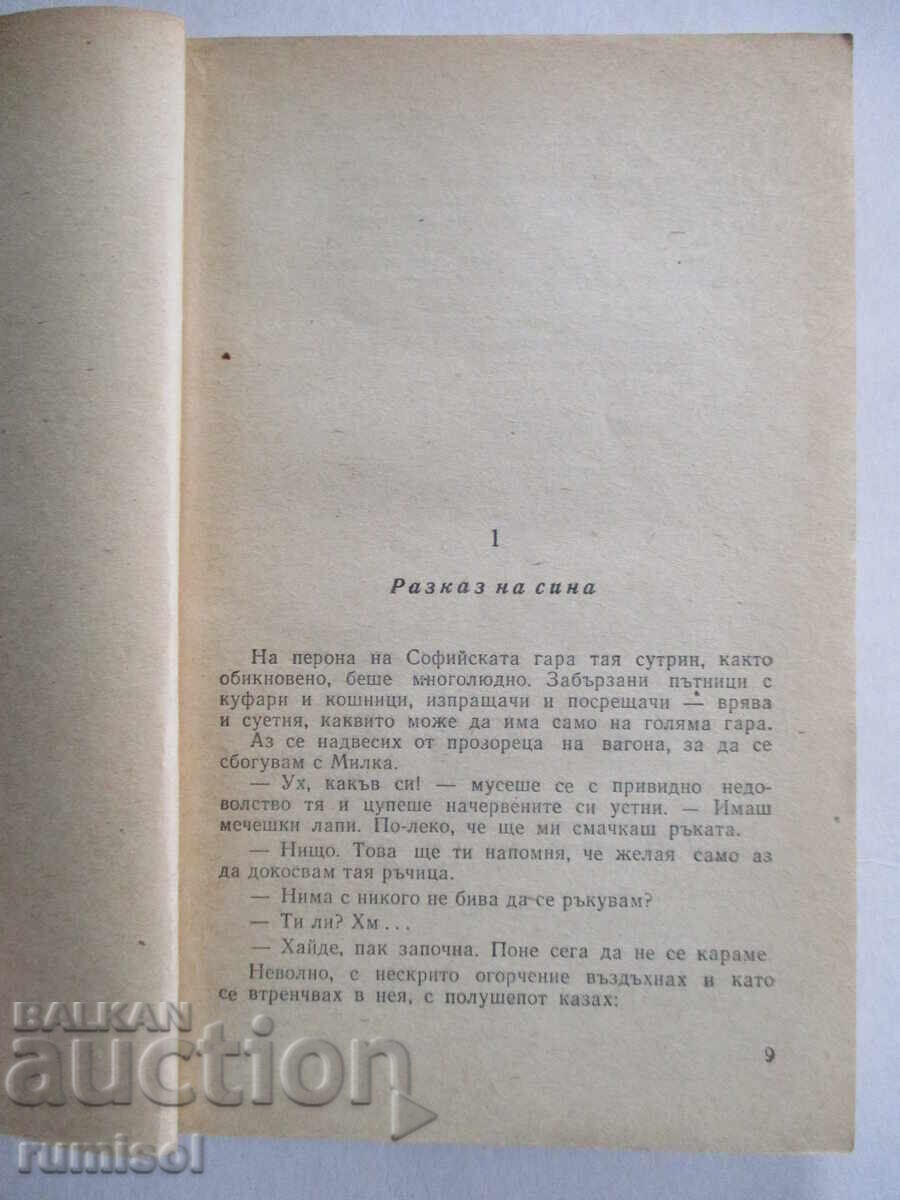 1
Разказ на сина
На перона на Софийската гара тая сутрин, както
обикновено, беше многолюдно. Забързани пътници с
куфари и кошници, изпращачи и посрещачи — врява
и суетня, каквито може да има само на голяма гара.
Аз се надвесих от прозореца на вагона, за да се
сбогувам с Милка.
— Ух, какъв си! — мусеше се с привидно недо-
волство тя и цупеше начервените си устни. — Имаш
мечешки лапи. По-леко, че ще ми смачкаш ръката.
— Нищо. Това ще ти напомня, че желая само аз
да докосвам тая ръчица.
— Нима с никого не бива да се ръкувам?
— Ти ли? Хм...
— Хайде, пак започна. Поне сега да не се караме
Неволно, с нескрито огорчение въздъхнах и като
се втренчвах в нея, с полушепот казах:
9
BALKAN
auction
rumisol